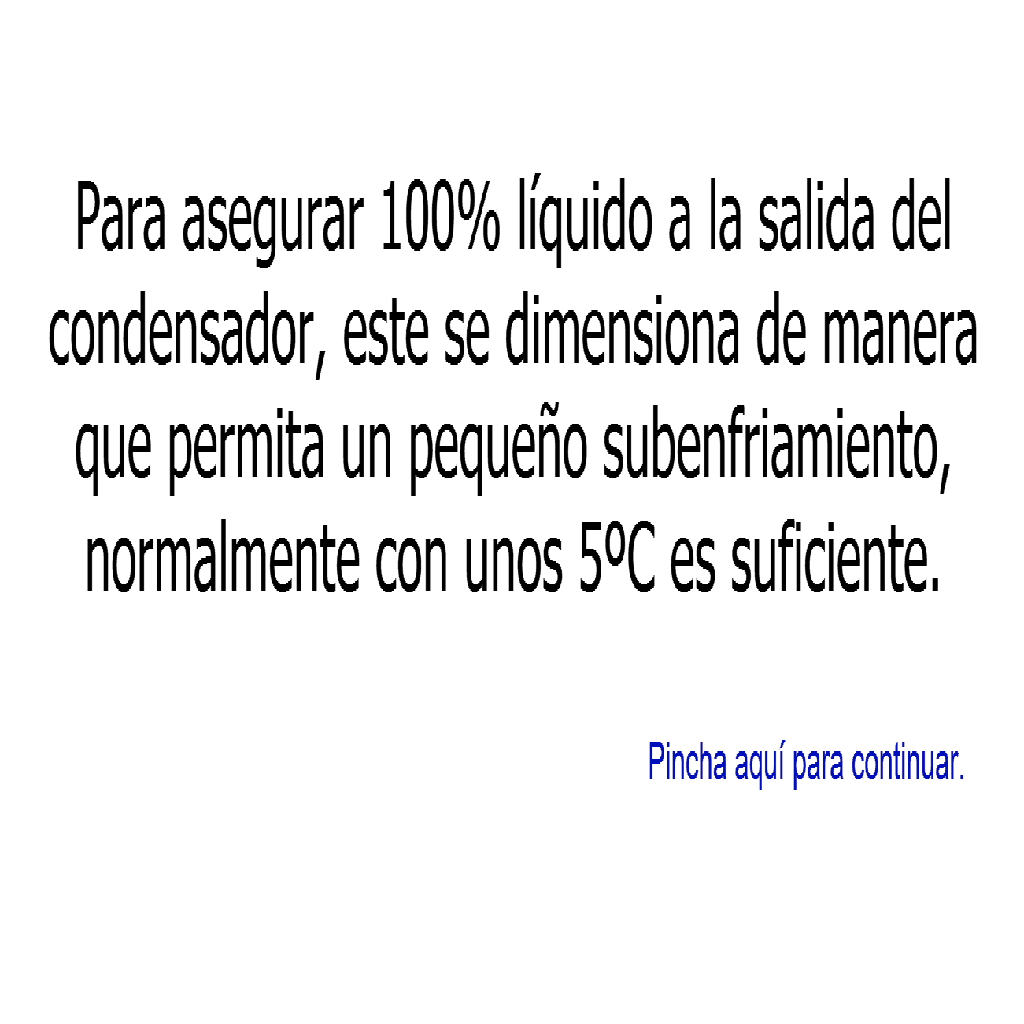 Para asegurar 100% líquido a la salida del
condensador, este se dimensiona de manera
que permita un pequeño subenfriamiento,
normalmente con unos 5ºC es suficiente.
Pincha aquí para continuar.